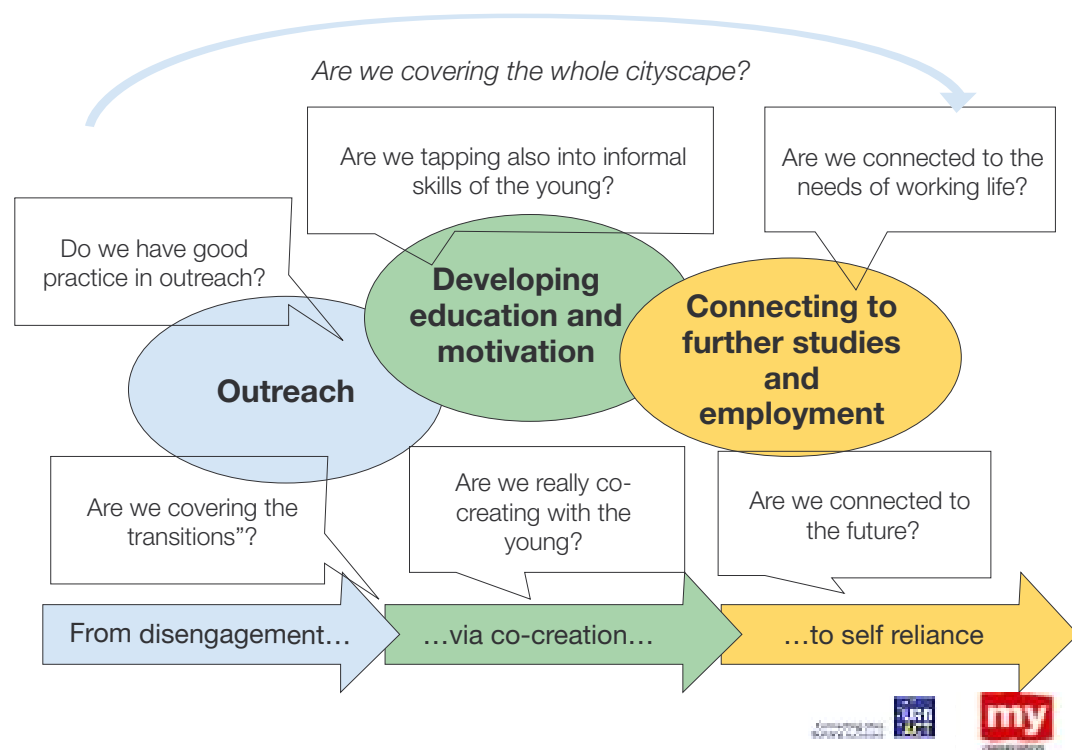 Are we covering the whole cityscape?
Are we tapping also into informal
skills of the young?
Are we connected to the
needs of working life?
Do we have good
practice in outreach?
Developing
education and
motivation
Connecting to
further studies
and
employment
Outreach
Are we covering the
transitions”?
Are we really co-
creating with the
young?
Are we connected to
the future?
From disengagement…
…via co-creation…
…to self reliance
my